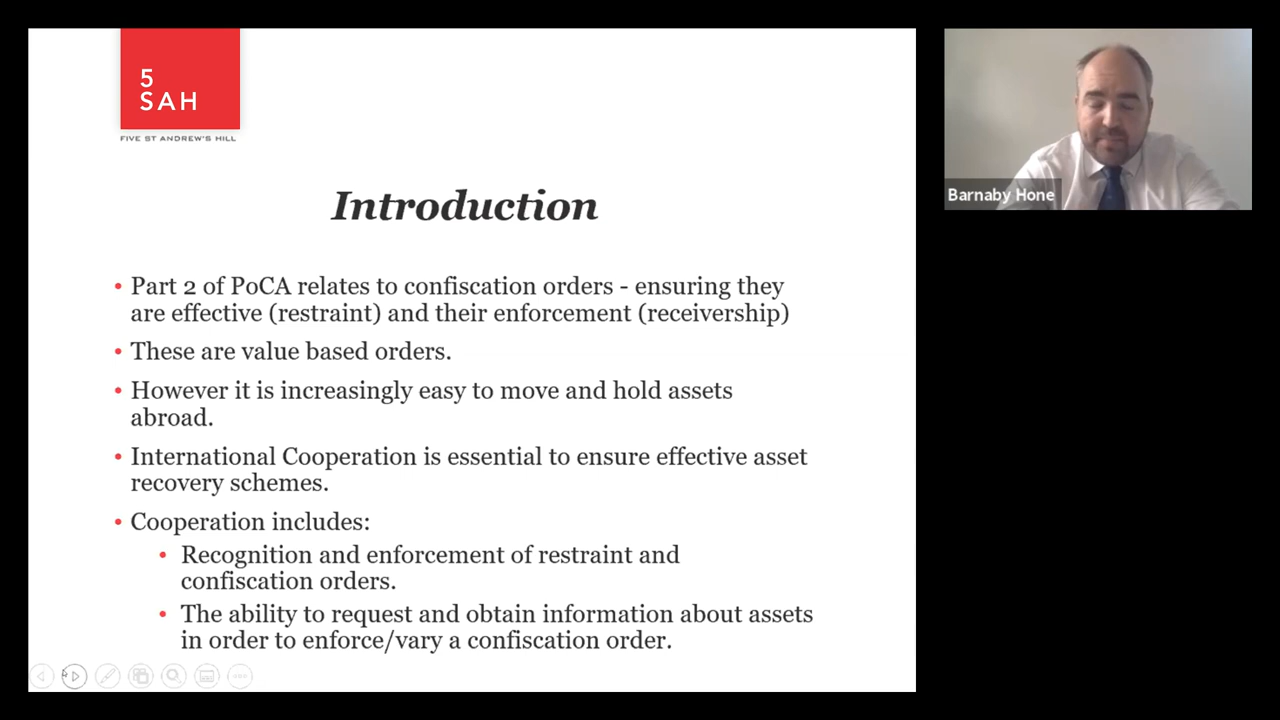 5
SAH
FIVE ST ANDREW'S HILL
Introduction
• Part 2 of PoCA relates to confiscation orders - ensuring they
are effective (restraint) and their enforcement (receivership)
• These are value based orders.
• However it is increasingly easy to move and hold assets
abroad.
• International Cooperation is essential to ensure effective asset
recovery schemes.
• Cooperation includes:
• Recognition and enforcement of restraint and
confiscation orders.
• The ability to request and obtain information about assets
in order to enforce/vary a confiscation order.
Barnaby Hone